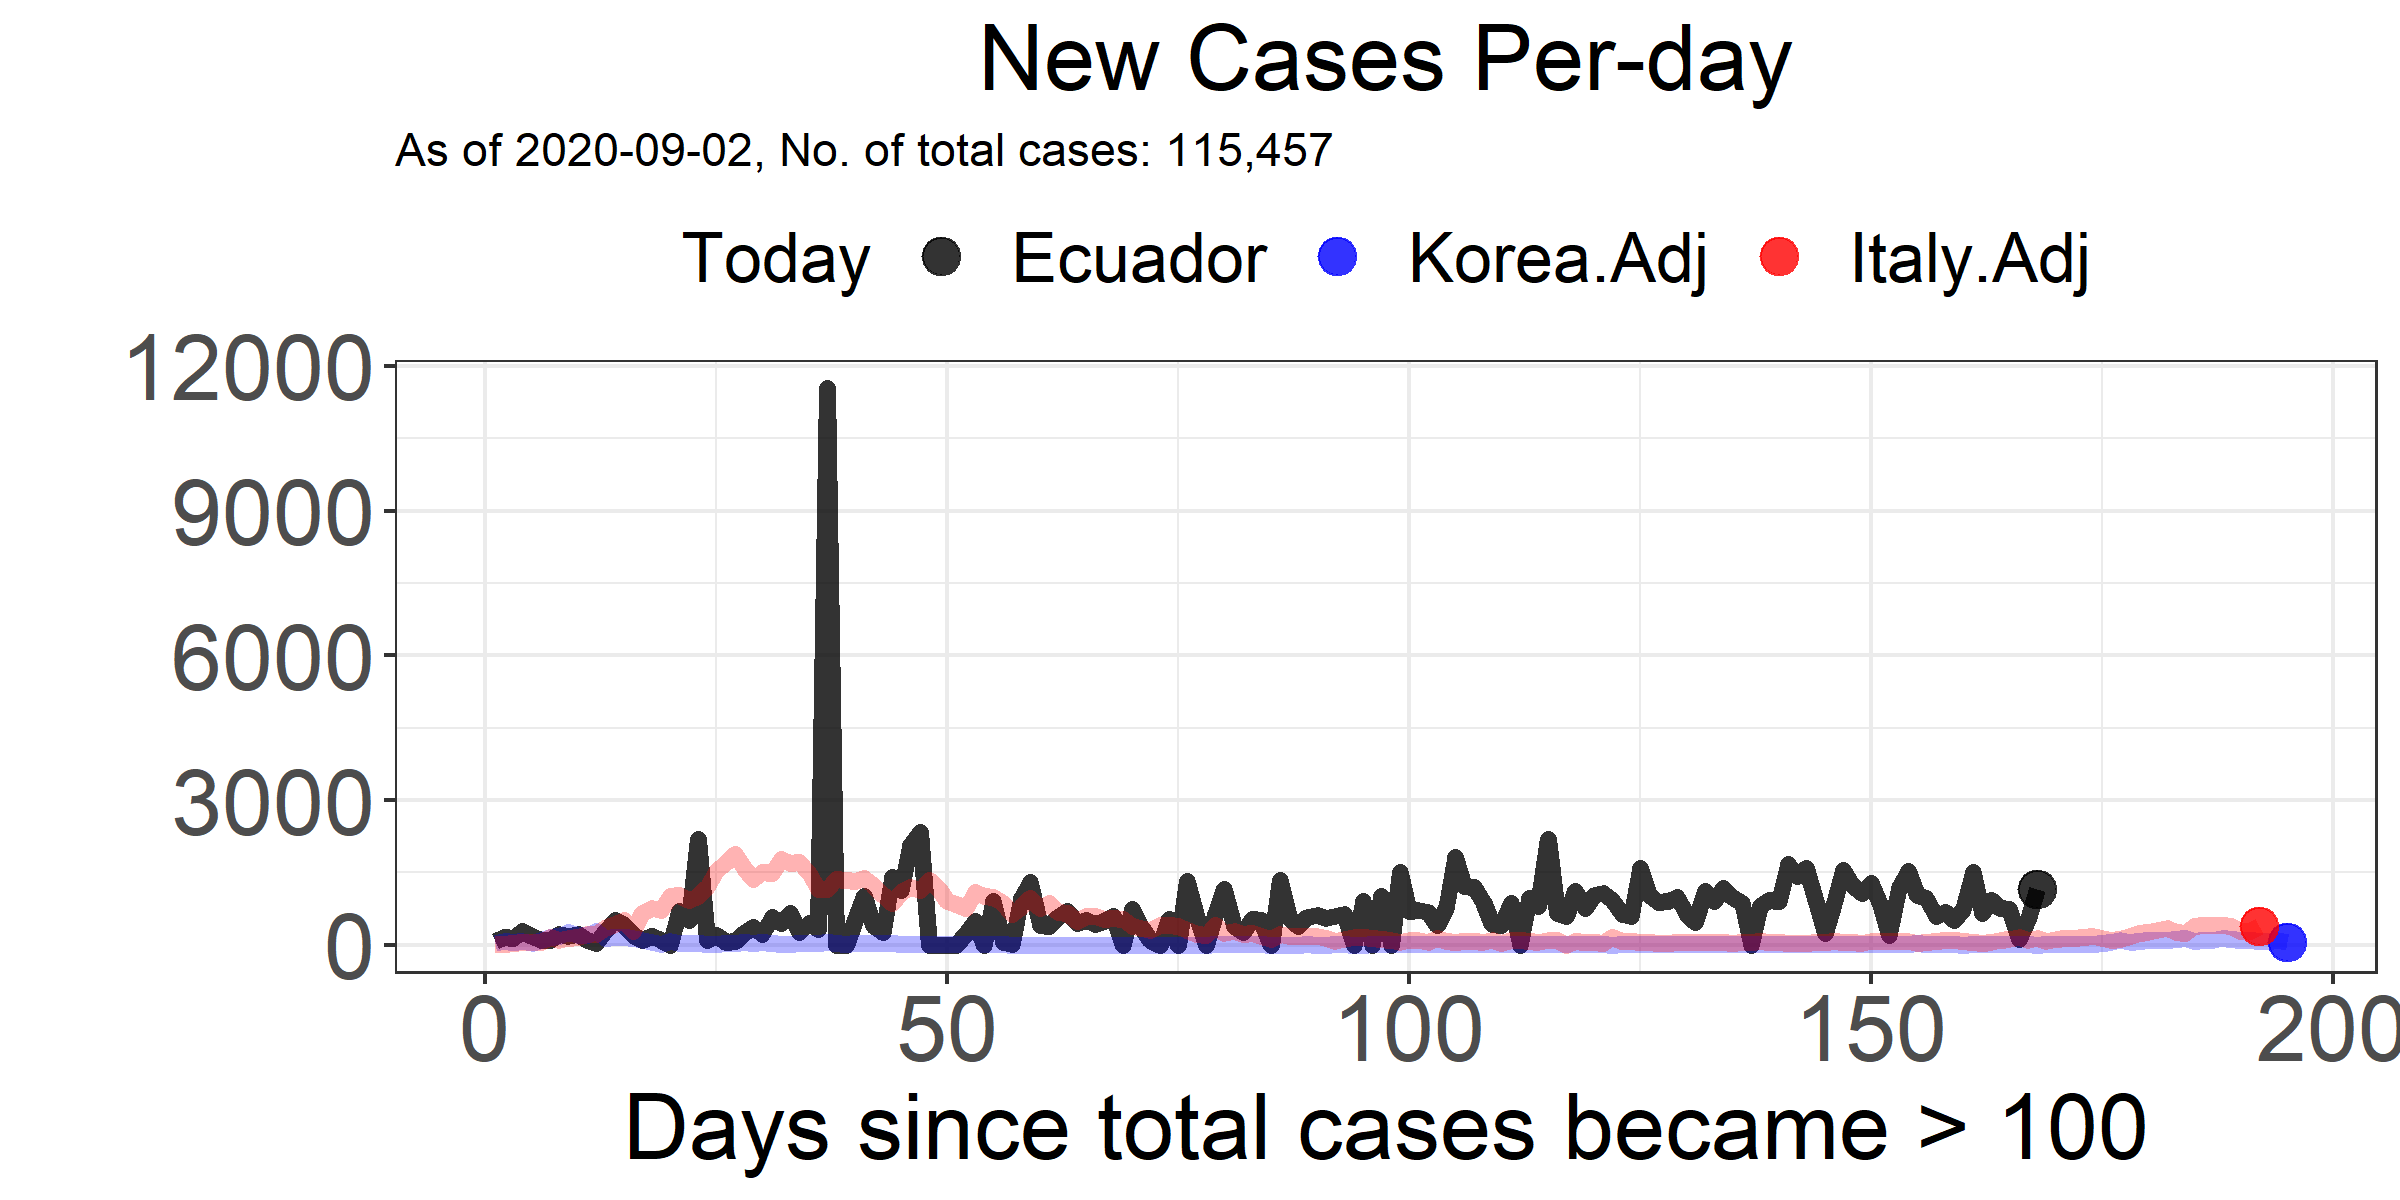 New Cases Per-day
As of 2020-09-02, No. of total cases: 115,457
Today Ecuador Korea.Adj Italy.Adj
12000
9000
6000
3000
0
0 50 100 150 200
Days since total cases became > 100